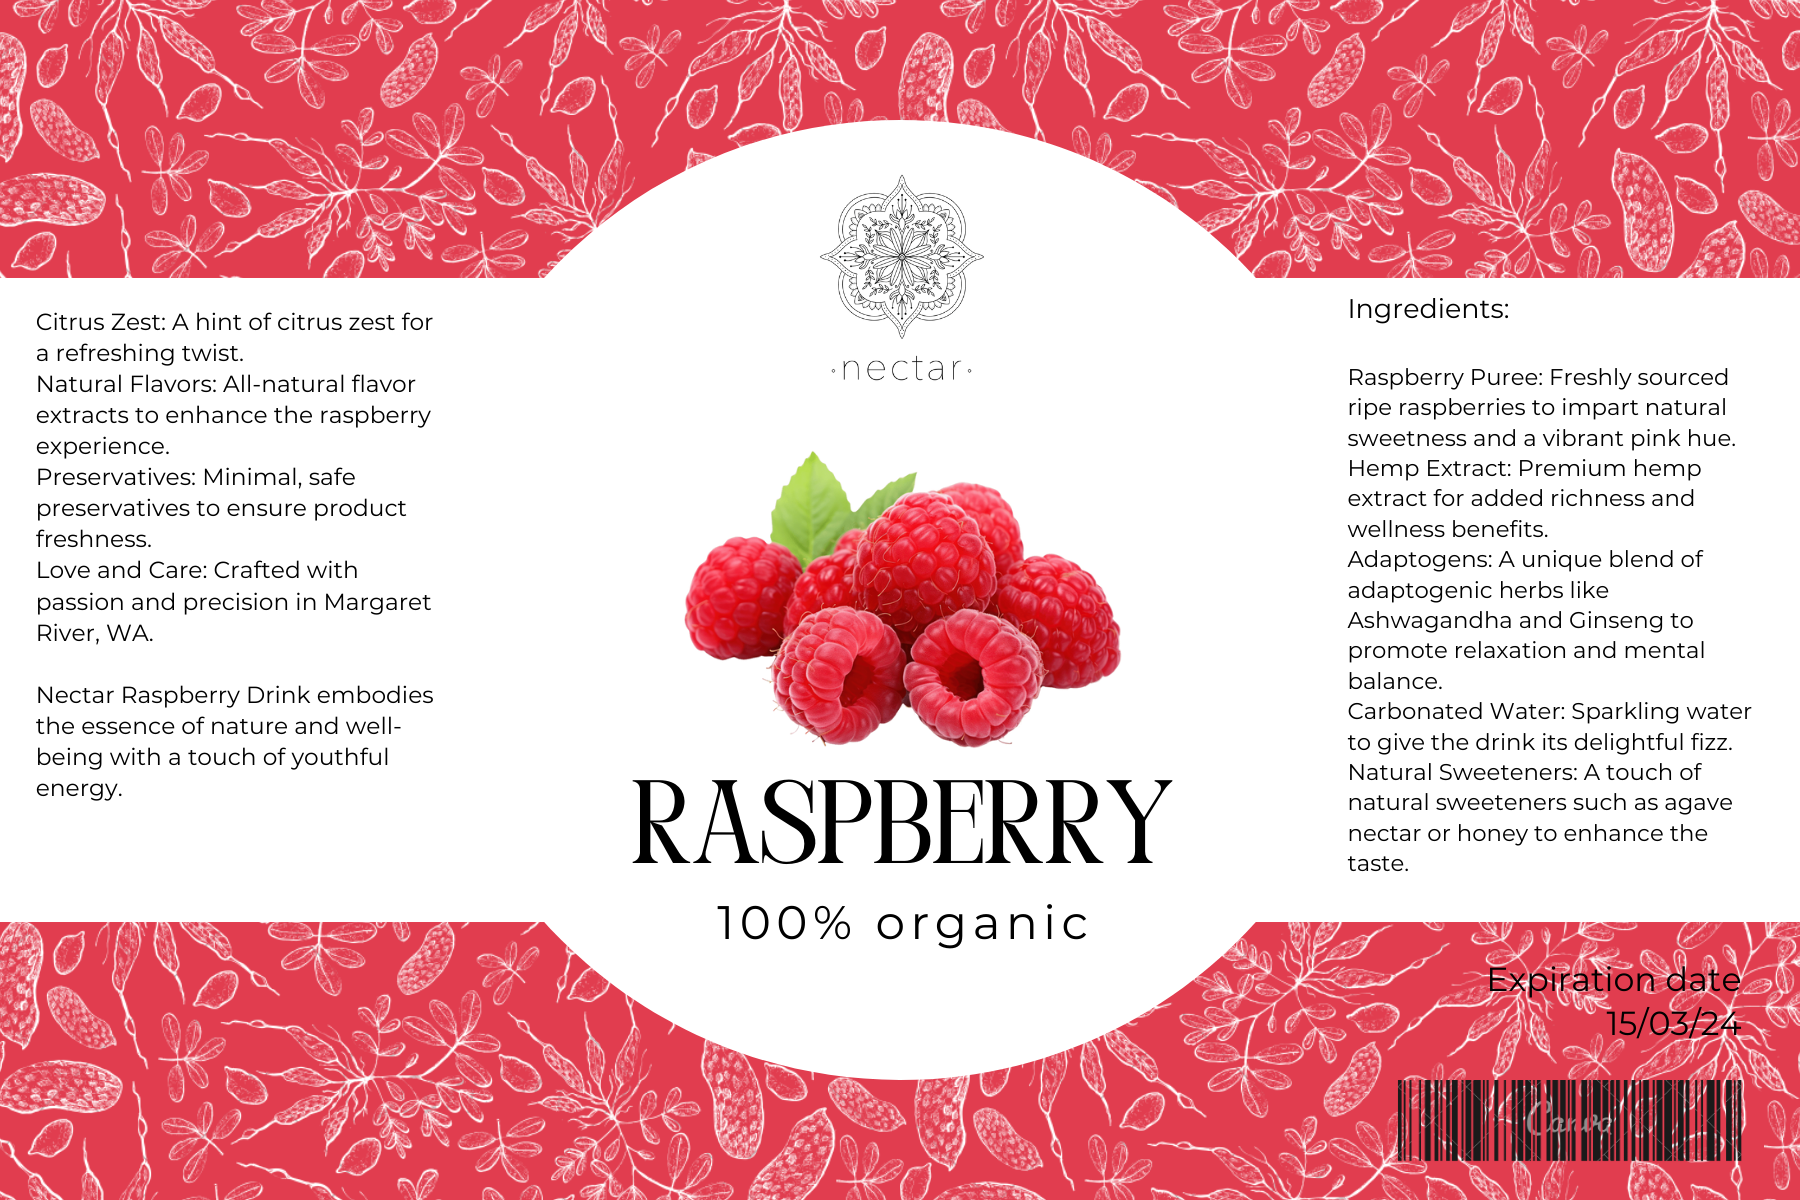 Citrus Zest: A hint of citrus zest for
a refreshing twist.
Natural Flavors: All-natural flavor
extracts to enhance the raspberry
experience.
Preservatives: Minimal, safe
preservatives to ensure product
freshness.
Love and Care: Crafted with
passion and precision in Margaret
River, WA.
Nectar Raspberry Drink embodies
the essence of nature and well-
being with a touch of youthful
energy.
·nectar·
RASPBERRY
100% organic
Ingredients:
Raspberry Puree: Freshly sourced
ripe raspberries to impart natural
sweetness and a vibrant pink hue.
Hemp Extract: Premium hemp
extract for added richness and
wellness benefits.
Adaptogens: A unique blend of
adaptogenic herbs like
Ashwagandha and Ginseng to
promote relaxation and mental
balance.
Carbonated Water: Sparkling water
to give the drink its delightful fizz.
Natural Sweeteners: A touch of
natural sweeteners such as agave
nectar or honey to enhance the
taste.
Expiration date
15/03/24
Canva